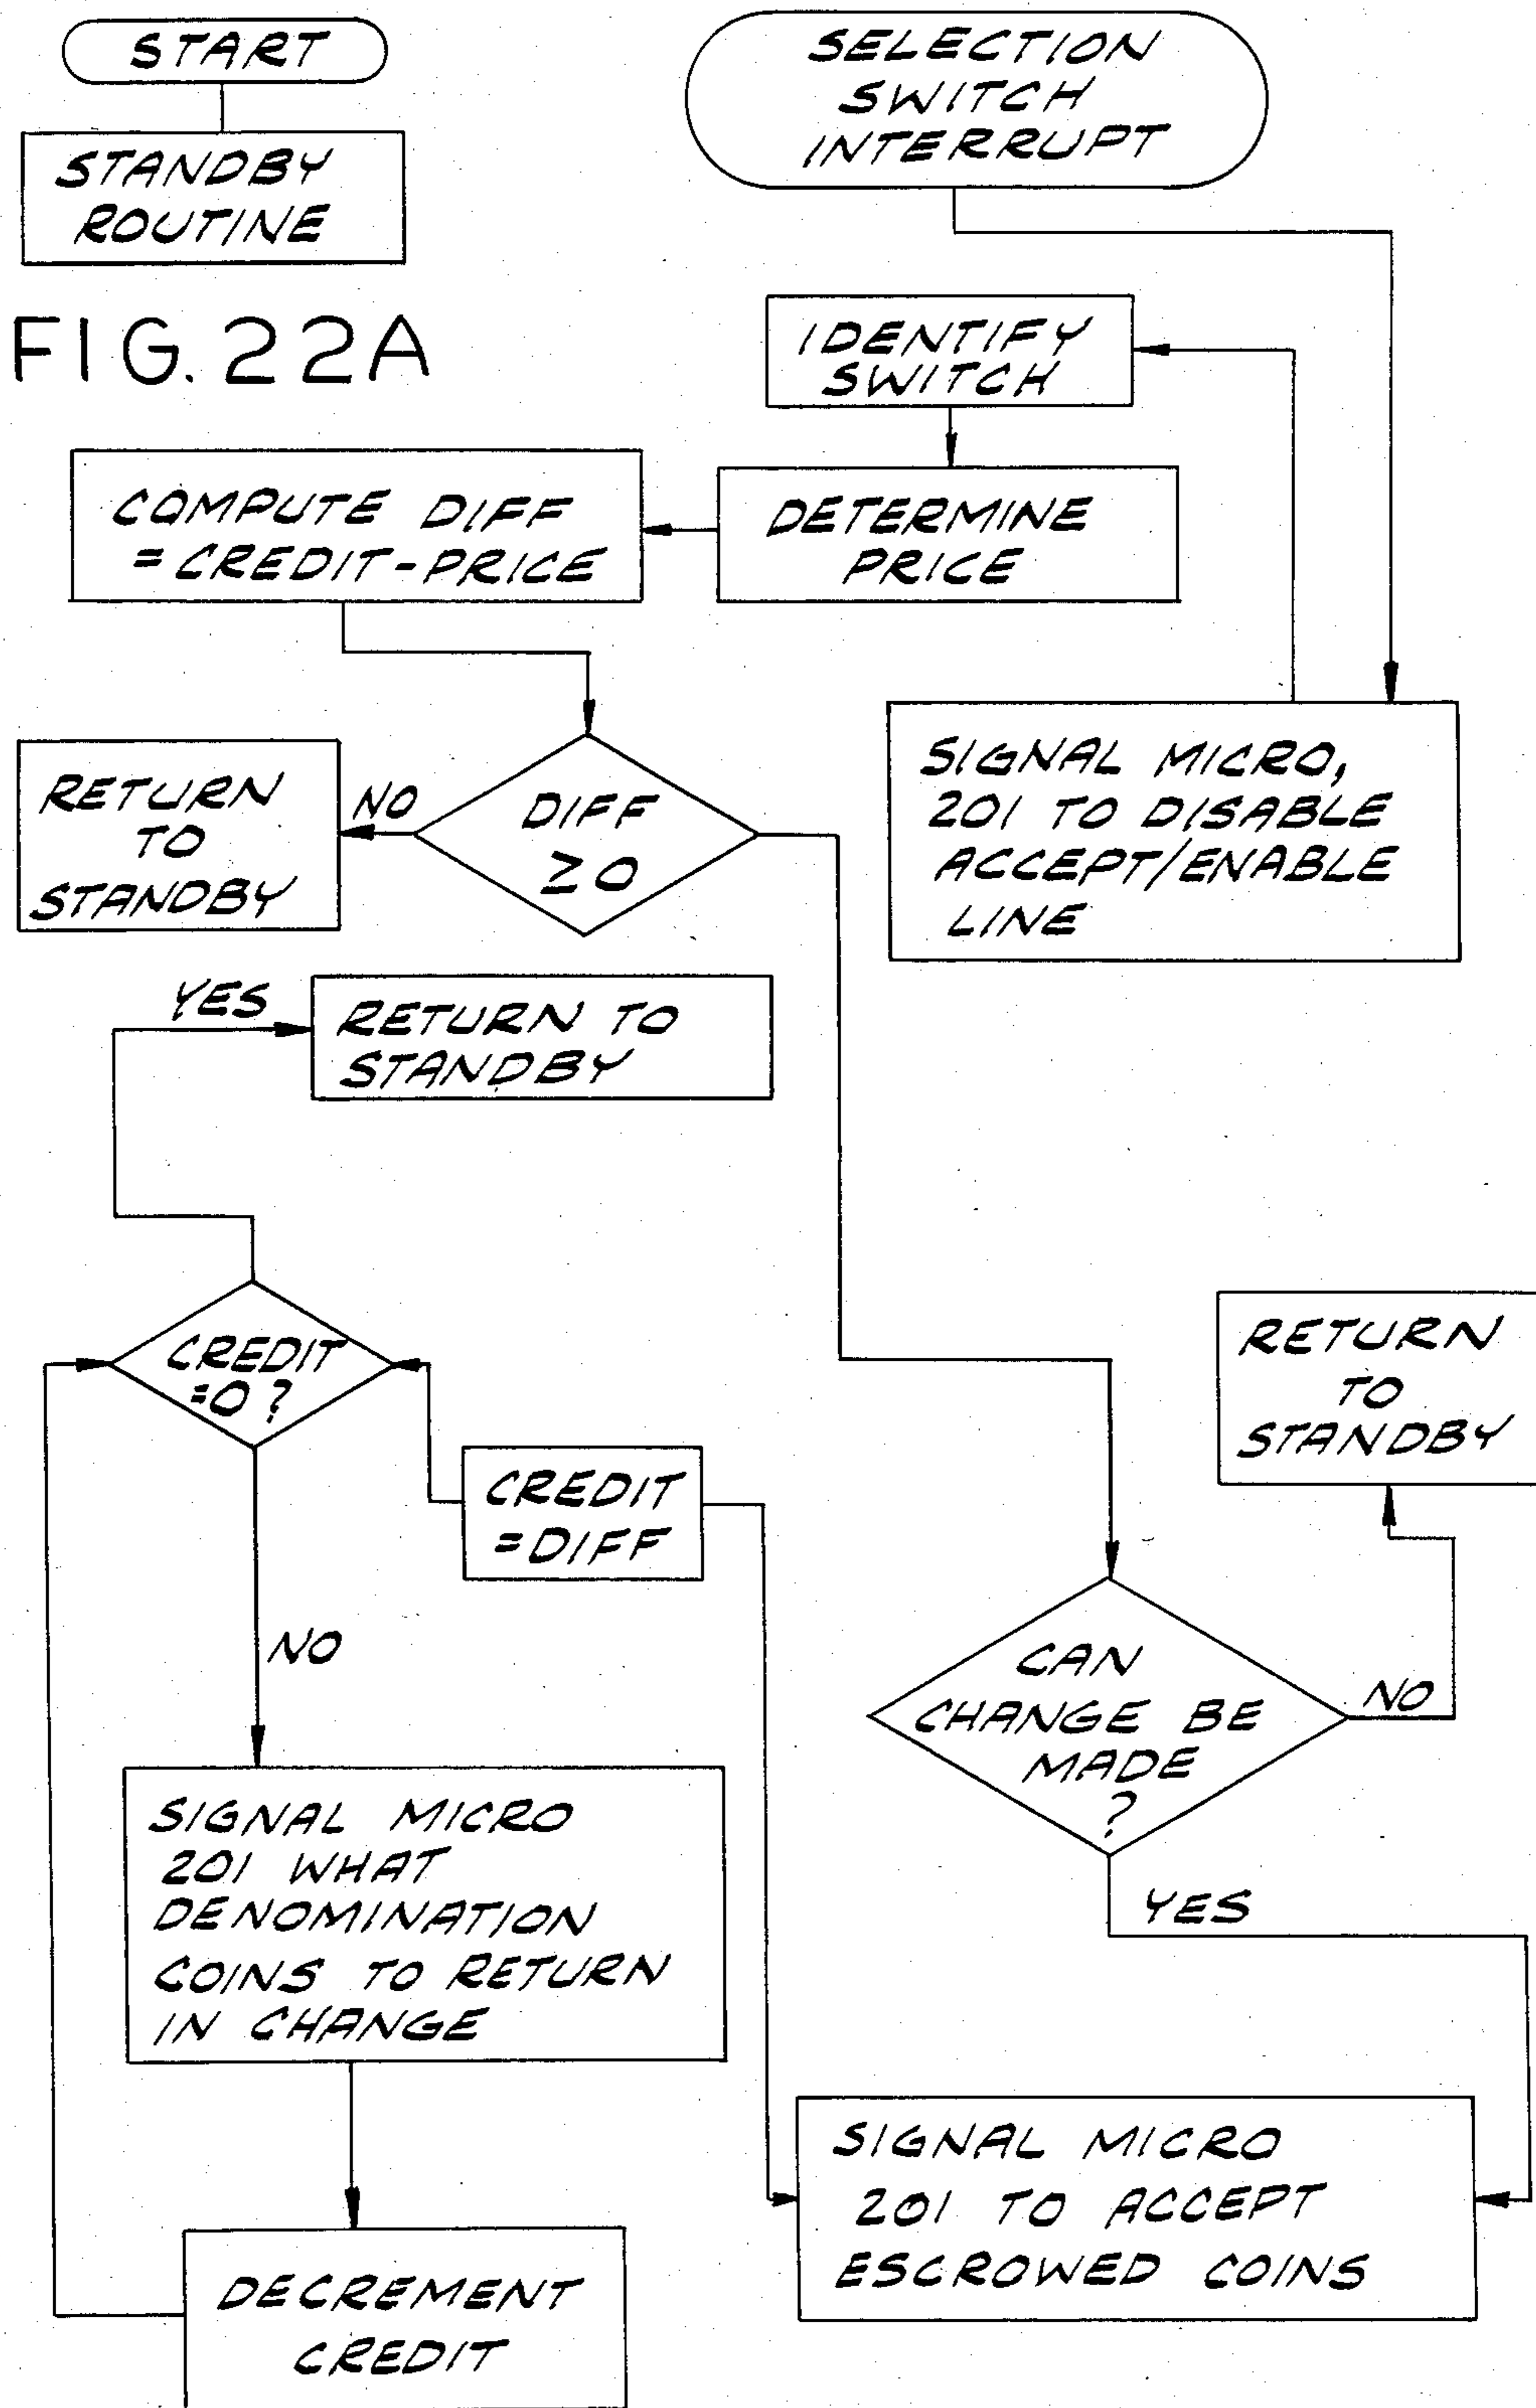 START
STANDBY
ROUTINE
FIG. 22A
SELECTION
SWITCH
INTERRUPT
IDENTIFY
SWITCH
DETERMINE
PRICE
COMPUTE DIFF
=CREDIT-PRICE
SIGNAL MICRO,
201 TO DISABLE
ACCEPT/ENABLE
LINE
DIFF
≥0
NO
RETURN
TO
STANDBY
YES
RETURN TO
STANDBY
CREDIT
=0?
NO
CREDIT
=DIFF
RETURN
TO
STANDBY
CAN
CHANGE BE
MADE
?
NO
YES
SIGNAL MICRO
201 WHAT
DENOMINATION
COINS TO RETURN
IN CHANGE
SIGNAL MICRO
201 TO ACCEPT
ESCROWED COINS
DECREMENT
CREDIT